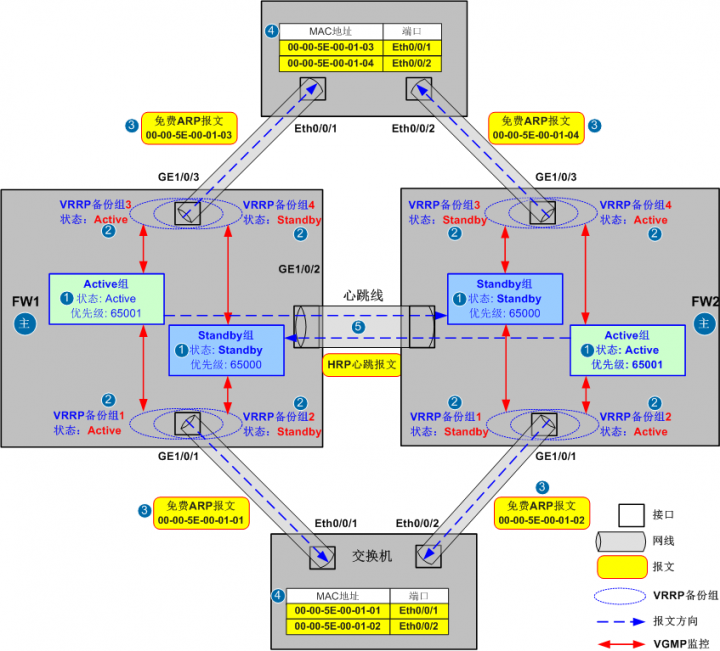 4
MAC地址 端口
00-00-5E-00-01-03 Eth0/0/1
00-00-5E-00-01-04 Eth0/0/2
Eth0/0/1 Eth0/0/2
3
免费ARP报文
00-00-5E-00-01-03
免费ARP报文
00-00-5E-00-01-04
3
GE1/0/3
GE1/0/3
VRRP备份组3
状态：Active
2
VRRP备份组4
状态：Standby
2
VRRP备份组3
状态：Standby
2
VRRP备份组4
状态：Active
2
FW1
主
Active组
1 状态: Active
优先级: 65001
Standby组
1 状态: Standby
优先级: 65000
GE1/0/2
心跳线
5
HRP心跳报文
Standby组
1 状态: Standby
优先级: 65000
Active组
1 状态: Active
优先级: 65001
FW2
主
2
VRRP备份组1
状态：Active
2
VRRP备份组2
状态：Standby
2
VRRP备份组1
状态：Standby
2
VRRP备份组2
状态：Active
GE1/0/1
GE1/0/1
3
免费ARP报文
00-00-5E-00-01-01
3
免费ARP报文
00-00-5E-00-01-02
Eth0/0/1 Eth0/0/2
交换机
4
MAC地址 端口
00-00-5E-00-01-01 Eth0/0/1
00-00-5E-00-01-02 Eth0/0/2
接口
网线
报文
VRRP备份组
报文方向
VGMP监控